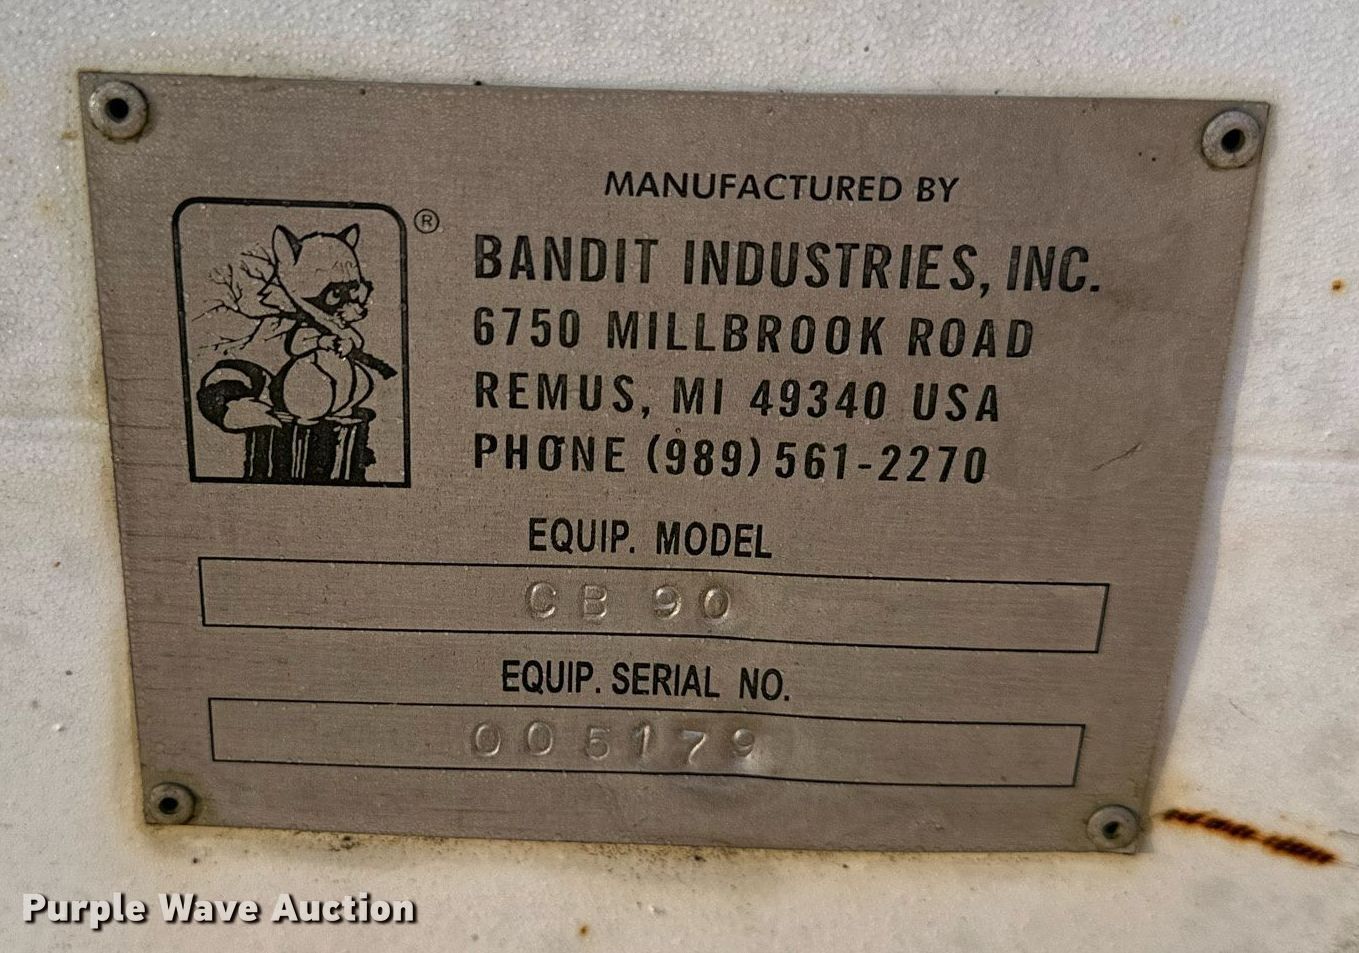 MANUFACTURED BY
®
BANDIT INDUSTRIES, INC.
6750 MILLBROOK ROAD
REMUS, MI 49340 USA
PHONE (989) 561-2270
EQUIP. MODEL
CB 90
EQUIP. SERIAL NO.
005179
Purple Wave Auction